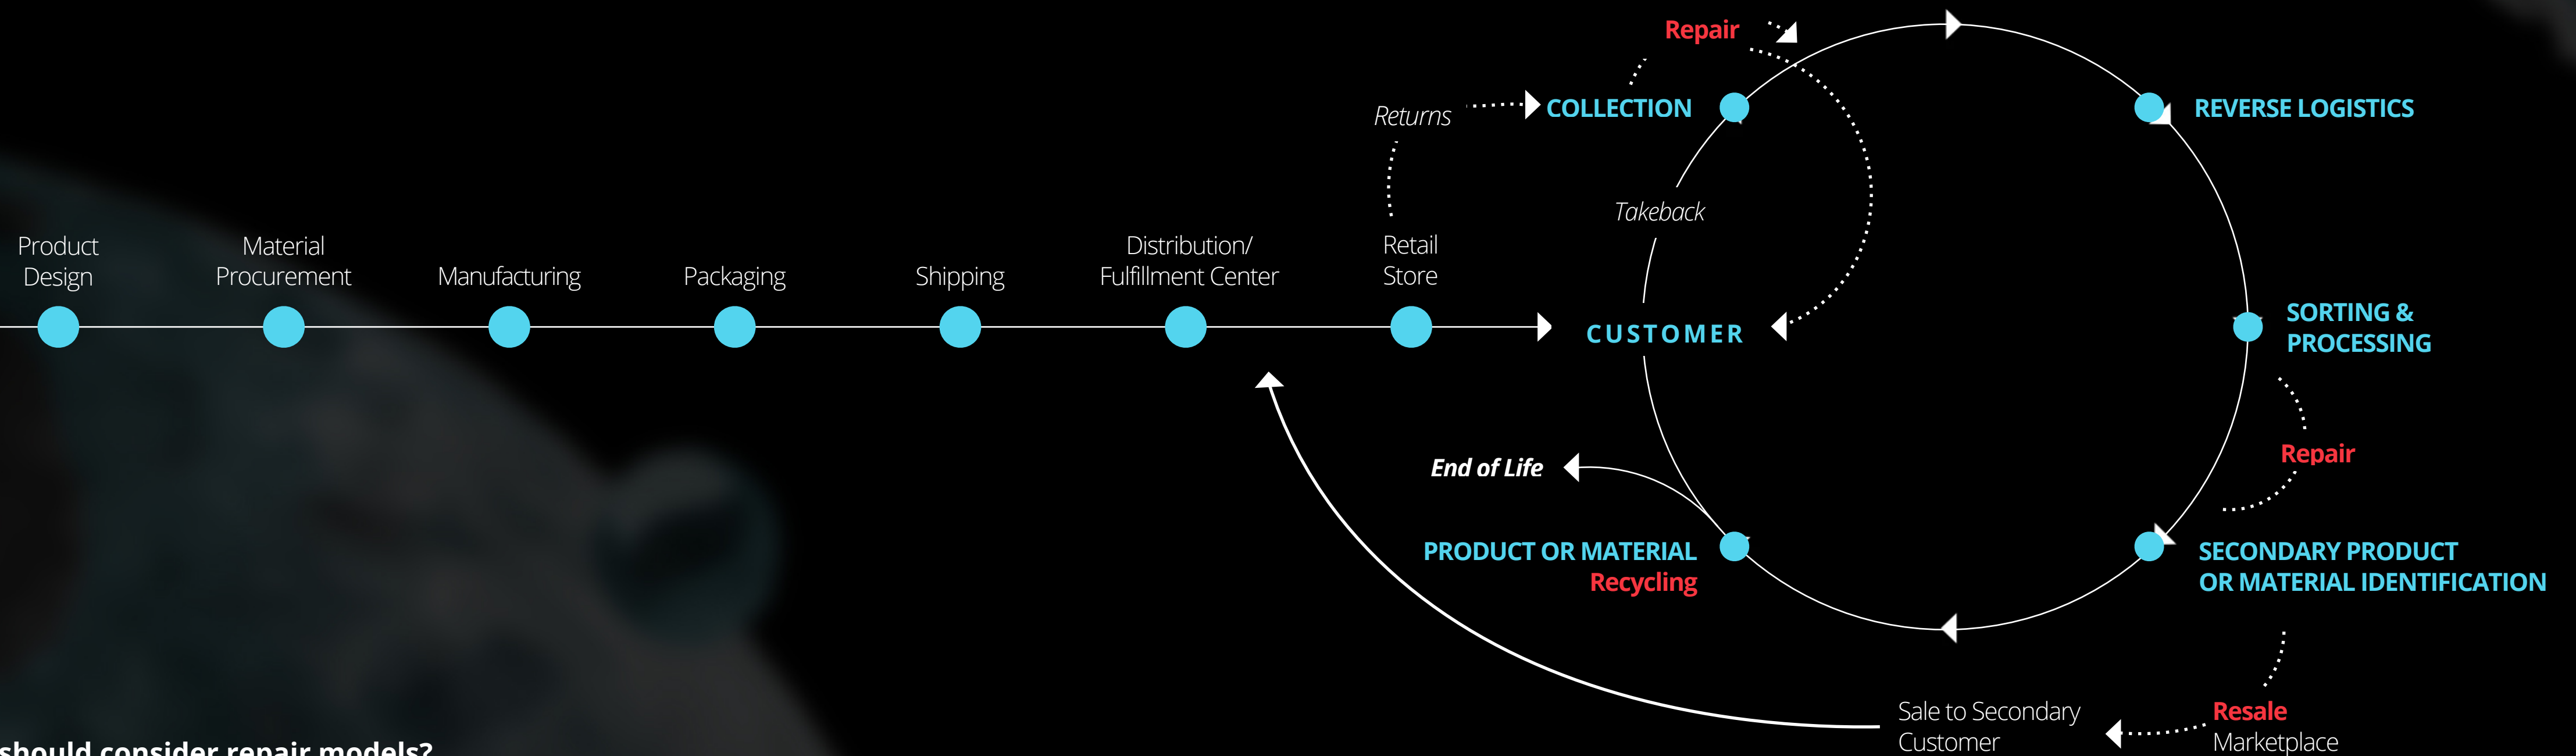 Repair
Returns
COLLECTION
REVERSE LOGISTICS
Takeback
Product
Design
Material
Procurement
Manufacturing
Packaging
Shipping
Distribution/
Fulfillment Center
Retail
Store
CUSTOMER
SORTING &
PROCESSING
End of Life
Repair
PRODUCT OR MATERIAL
Recycling
SECONDARY PRODUCT
OR MATERIAL IDENTIFICATION
Sale to Secondary
Customer
Resale
Marketplace
should consider repair models?